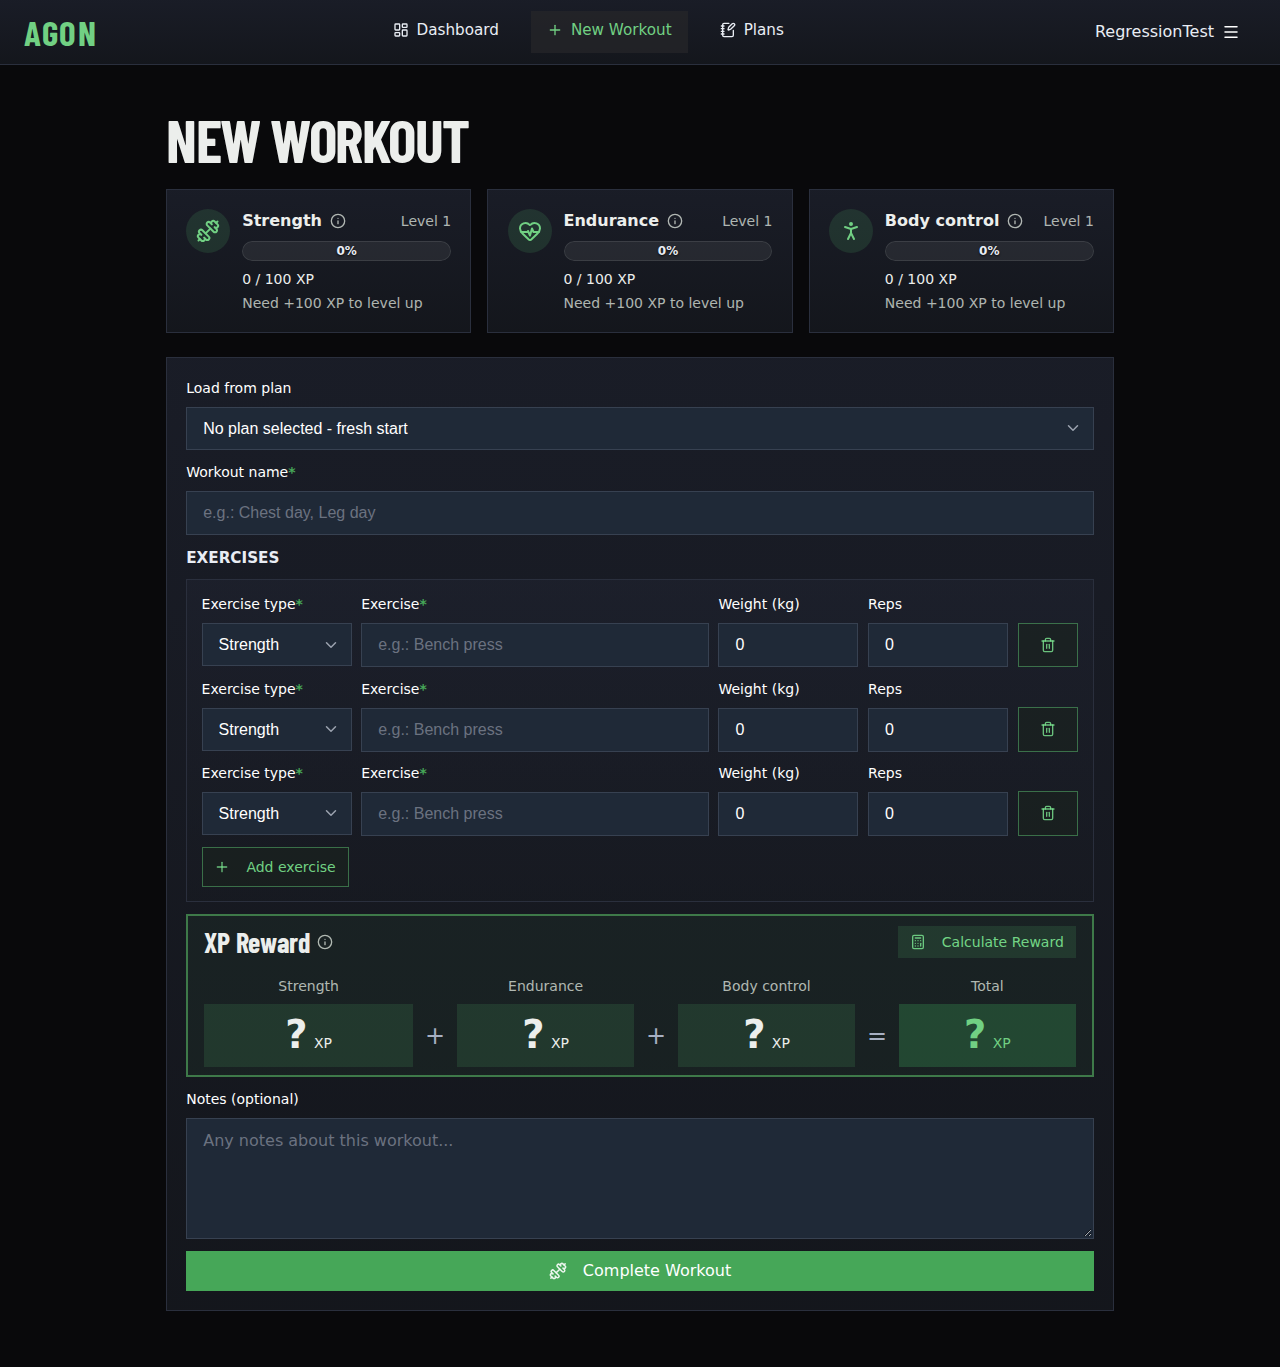 AGON
Dashboard
New Workout
Plans
RegressionTest
NEW WORKOUT
Strength Level 1
0%
0 / 100 XP
Need +100 XP to level up
Endurance Level 1
0%
0 / 100 XP
Need +100 XP to level up
Body control Level 1
0%
0 / 100 XP
Need +100 XP to level up
Load from plan
No plan selected - fresh start
Workout name*
e.g.: Chest day, Leg day
EXERCISES
Exercise type* Exercise* Weight (kg) Reps
Strength e.g.: Bench press 0 0
Exercise type* Exercise* Weight (kg) Reps
Strength e.g.: Bench press 0 0
Exercise type* Exercise* Weight (kg) Reps
Strength e.g.: Bench press 0 0
Add exercise
XP Reward
Calculate Reward
Strength Endurance Body control Total
? XP + ? XP + ? XP = ? XP
Notes (optional)
Any notes about this workout...
Complete Workout